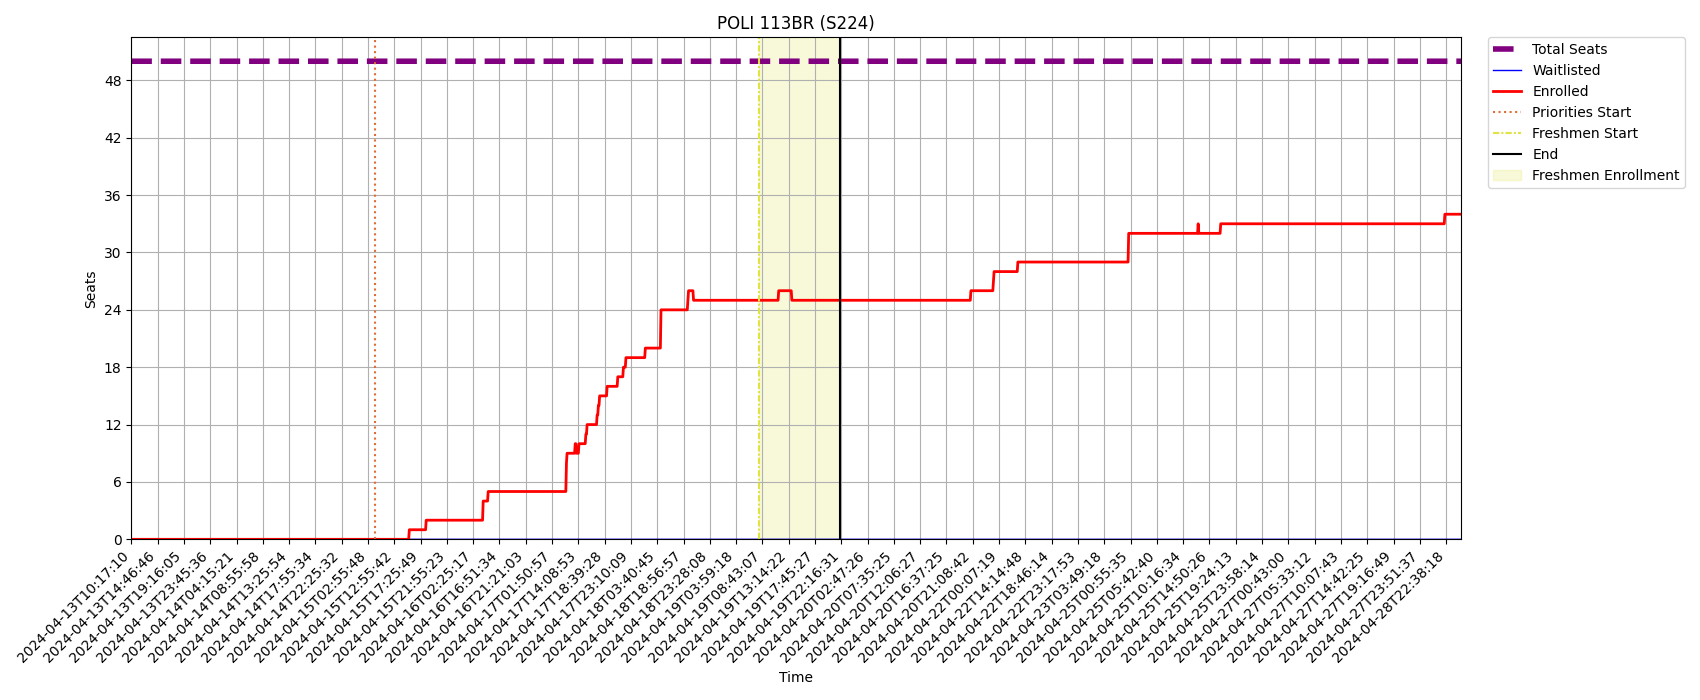 POLI 113BR (S224)
Total Seats
Waitlisted
Enrolled
Priorities Start
Freshmen Start
End
Freshmen Enrollment
Seats
48
42
36
30
24
18
12
6
0
2024-04-13T10:17:10
2024-04-13T14:46:46
2024-04-13T19:16:05
2024-04-13T23:45:36
2024-04-14T04:15:21
2024-04-14T08:55:58
2024-04-14T13:25:54
2024-04-14T17:55:34
2024-04-14T22:25:32
2024-04-15T02:55:48
2024-04-15T12:55:42
2024-04-15T17:25:49
2024-04-15T21:55:23
2024-04-16T02:25:17
2024-04-16T16:51:34
2024-04-16T21:21:03
2024-04-17T01:50:57
2024-04-17T14:08:53
2024-04-17T18:39:28
2024-04-17T23:10:09
2024-04-18T03:40:45
2024-04-18T18:56:57
2024-04-18T23:28:08
2024-04-19T03:59:18
2024-04-19T08:43:07
2024-04-19T13:14:22
2024-04-19T17:45:27
2024-04-19T22:16:31
2024-04-20T02:47:26
2024-04-20T07:35:25
2024-04-20T12:06:27
2024-04-20T16:37:25
2024-04-20T21:08:42
2024-04-22T00:07:19
2024-04-22T14:14:48
2024-04-22T18:46:14
2024-04-22T23:17:53
2024-04-23T03:49:18
2024-04-25T00:55:35
2024-04-25T05:42:40
2024-04-25T10:16:34
2024-04-25T14:50:26
2024-04-25T19:24:13
2024-04-25T23:58:14
2024-04-27T00:43:00
2024-04-27T05:33:12
2024-04-27T10:07:43
2024-04-27T14:42:25
2024-04-27T19:16:49
2024-04-27T23:51:37
2024-04-28T22:38:18
Time